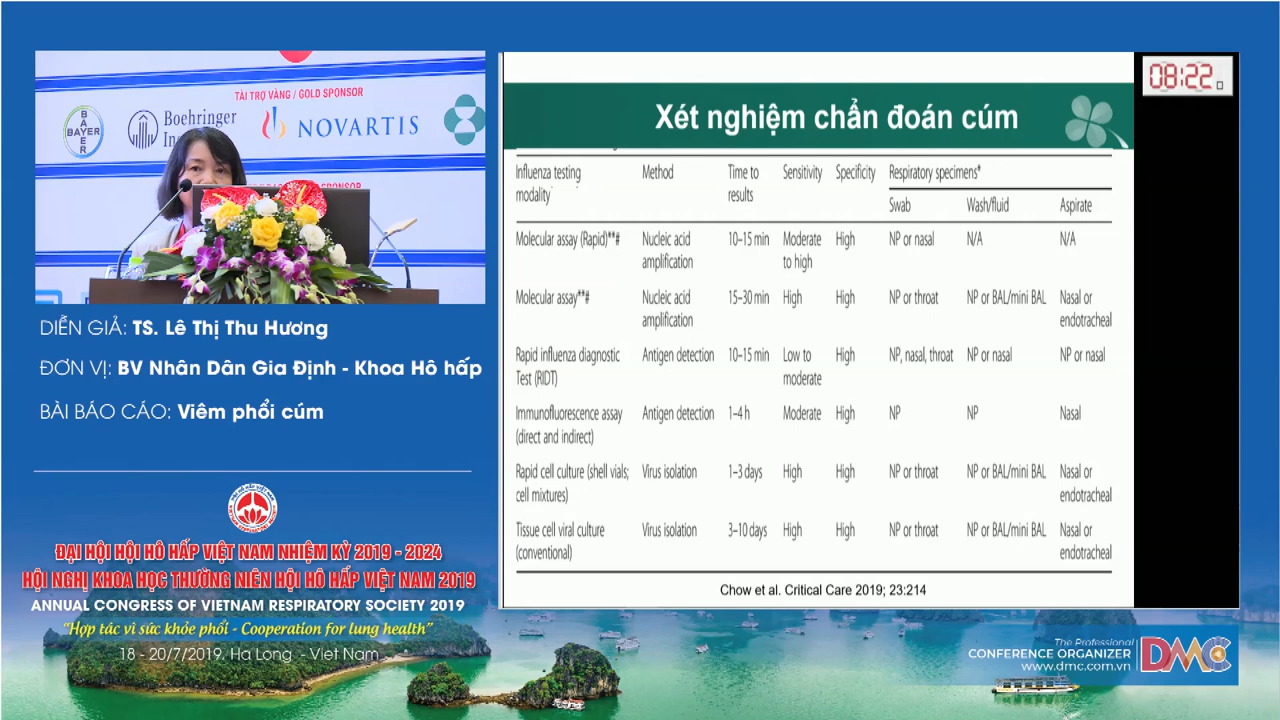 TÀI TRỢ VÀNG / GOLD SPONSOR
BAYER
BAYER
Boehringer
NOVARTIS
SPONSOR
DIỄN GIẢ: TS. Lê Thị Thu Hương
ĐƠN VỊ: BV Nhân Dân Gia Định - Khoa Hô hấp
BÀI BÁO CÁO: Viêm phổi cúm
ĐẠI HỘI HỘI HÔ HẤP VIỆT NAM NHIỆM KỲ 2019 - 2024
HỘI NGHỊ KHOA HỌC THƯỜNG NIÊN HỘI HÔ HẤP VIỆT NAM 2019
ANNUAL CONGRESS OF VIETNAM RESPIRATORY SOCIETY 2019
“Hợp tác vì sức khỏe phổi - Cooperation for lung health”
18 - 20/7/2019. Ha Long - Viet Nam
08:22
Xét nghiệm chẩn đoán cúm
Influenza testing modality Method Time to results Sensitivity Specificity Respiratory specimens*
Swab Wash/fluid Aspirate
Molecular assay (Rapid)**# Nucleic acid amplification 10–15 min Moderate to high High NP or nasal N/A N/A
Molecular assay**# Nucleic acid amplification 15–30 min High High NP or throat NP or BAL/mini BAL Nasal or endotracheal
Rapid influenza diagnostic Test (RIDT) Antigen detection 10–15 min Low to moderate High NP, nasal, throat NP or nasal NP or nasal
Immunofluorescence assay (direct and indirect) Antigen detection 1–4 h Moderate High NP NP Nasal
Rapid cell culture (shell vials; cell mixtures) Virus isolation 1–3 days High High NP or throat NP or BAL/mini BAL Nasal or endotracheal
Tissue cell viral culture (conventional) Virus isolation 3–10 days High High NP or throat NP or BAL/mini BAL Nasal or endotracheal
Chow et al. Critical Care 2019; 23:214
The Professional
CONFERENCE ORGANIZER
www.dmc.com.vn
DMC